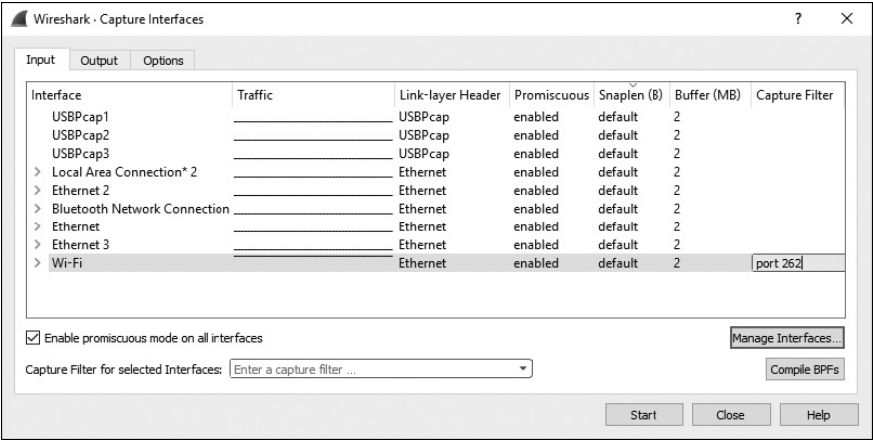 Wireshark · Capture Interfaces ? ×
Input Output Options
Interface Traffic Link-layer Header Promiscuous Snaplen (B) Buffer (MB) Capture Filter
USBPcap1 USBPcap enabled default 2
USBPcap2 USBPcap enabled default 2
USBPcap3 USBPcap enabled default 2
> Local Area Connection* 2 Ethernet enabled default 2
> Ethernet 2 Ethernet enabled default 2
> Bluetooth Network Connection Ethernet enabled default 2
> Ethernet Ethernet enabled default 2
> Ethernet 3 Ethernet enabled default 2
> Wi-Fi Ethernet enabled default 2 port 262
Enable promiscuous mode on all interfaces Manage Interfaces...
Capture Filter for selected Interfaces: Enter a capture filter ... Compile BPFs
Start Close Help